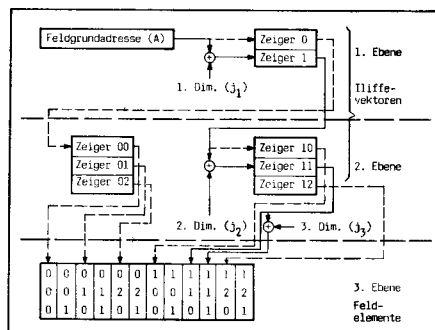 Feldgrundadresse (A)
Zeiger 0
Zeiger 1
1. Ebene
1. Dim. (j₁)
Iliffe-
vektoren
Zeiger 00
Zeiger 01
Zeiger 02
Zeiger 10
Zeiger 11
Zeiger 12
2. Ebene
2. Dim. (j₂)
3. Dim. (j₃)
0 0 0 0 0 0 1 1 1 1 1 1
0 0 1 1 2 2 0 0 1 1 2 2
0 1 0 1 0 1 0 1 0 1 0 1
3. Ebene
Feld-
elemente